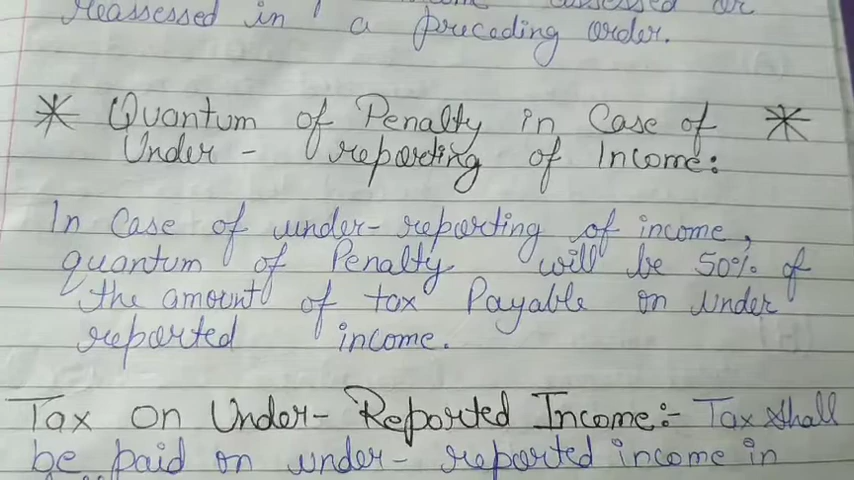 reassessed in a preceding order.
* Quantum of Penalty in Case of *
Under - reporting of Income:
In Case of under-reporting of income,
quantum of Penalty will be 50% of
the amount of tax Payable on under
reported income.
Tax on Under- Reported Income:- Tax shall
be paid on under- reported income in